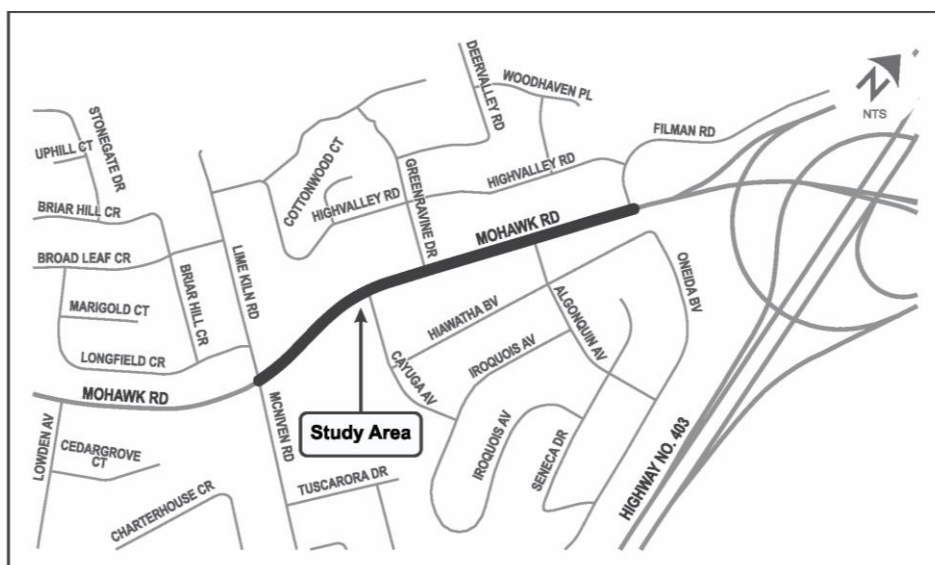 DEERVALLEY RD
WOODHAVEN PL
N
NTS
STONEGATE DR
UPHILL CT
FILMAN RD
COTTONWOOD CT
GREENRAVINE DR
HIGHVALLEY RD
HIGHVALLEY RD
BRIAR HILL CR
MOHAWK RD
BROAD LEAF CR
LIME KILN RD
BRIAR HILL CR
ONEIDA BV
MARIGOLD CT
HIAWATHA BV
ALGONQUIN AV
LONGFIELD CR
CAYUGA AV
IROQUOIS AV
MOHAWK RD
MCNIVEN RD
Study Area
LOWDEN AV
CEDARGROVE
CT
IROQUOIS AV
SENECA DR
HIGHWAY NO. 403
TUSCARORA DR
CHARTERHOUSE CR